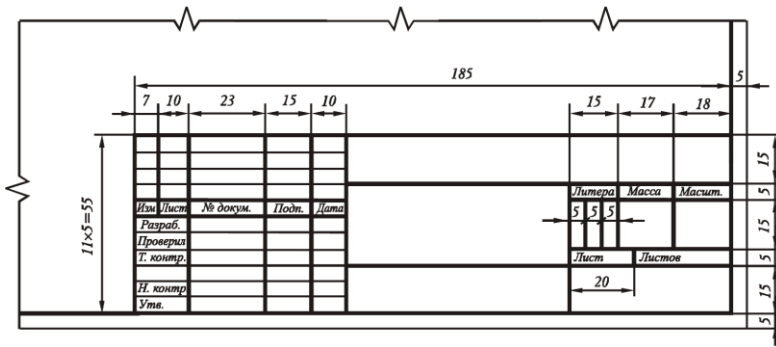 185
5
7 10 23 15 10 15 17 18
15
5
Литера Масса Масшт.
Изм Лист № докум. Подп. Дата
5 5 5
15
11×5=55
Разраб.
Проверил
Т. контр.
Лист Листов
5
20
15
Н. контр
Утв.
5